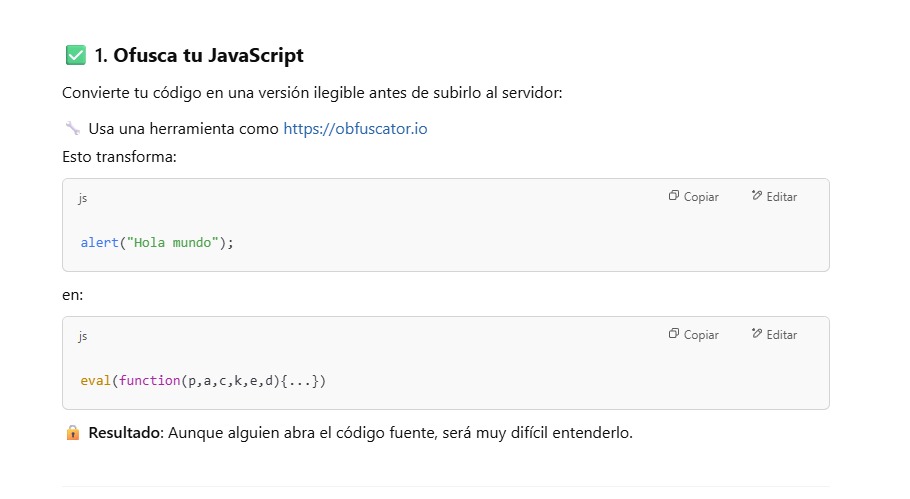 ✅ 1. Ofusca tu JavaScript
Convierte tu código en una versión ilegible antes de subirlo al servidor:
🔧 Usa una herramienta como https://obfuscator.io
Esto transforma:
js Copiar Editar
alert("Hola mundo");
en:
js Copiar Editar
eval(function(p,a,c,k,e,d){...})
🔒 Resultado: Aunque alguien abra el código fuente, será muy difícil entenderlo.